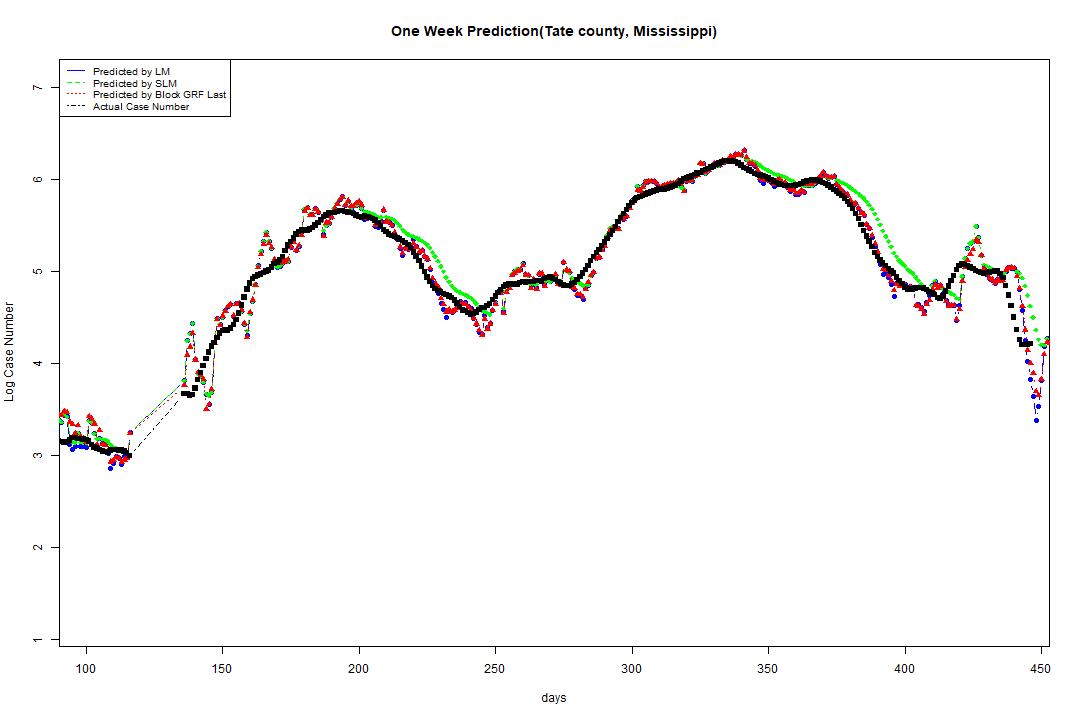 One Week Prediction(Tate county, Mississippi)
Predicted by LM
Predicted by SLM
Predicted by Block GRF Last
Actual Case Number
7
6
5
4
3
2
1
Log Case Number
100 150 200 250 300 350 400 450
days